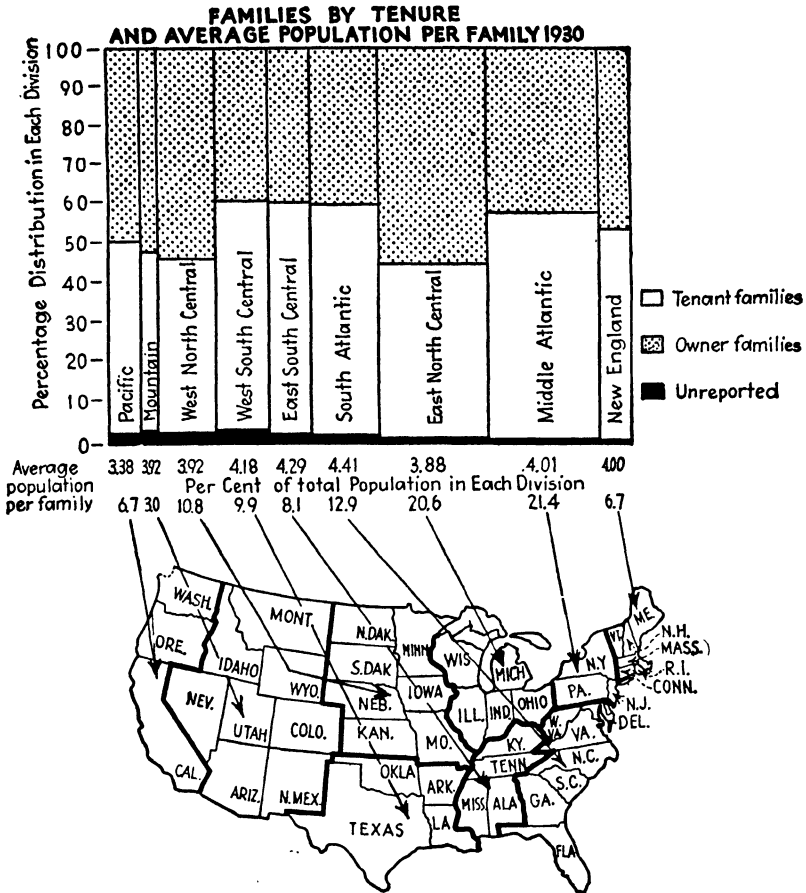 FAMILIES BY TENURE
AND AVERAGE POPULATION PER FAMILY 1930
Percentage Distribution in Each Division
100
90
80
70
60
50
40
30
20
10
0
Pacific
Mountain
West North Central
West South Central
East South Central
South Atlantic
East North Central
Middle Atlantic
New England
Tenant families
Owner families
Unreported
Average population per family
3.38 3.92 3.92 4.18 4.29 4.41 3.88 4.01 4.00
Per Cent of total Population in Each Division
6.7 3.0 10.8 9.9 8.1 12.9 20.6 21.4 6.7
WASH.
ORE.
CAL.
NEV.
IDAHO
MONT.
WYO.
UTAH
COLO.
ARIZ.
N.MEX.
N.DAK.
S.DAK
NEB.
KAN.
MINN.
IOWA
MO.
OKLA
ARK.
TEXAS
LA
WIS
MICH
ILL.
IND.
OHIO
KY.
TENN
MISS.
ALA
GA.
FLA
S.C.
N.C.
VA.
W. VA.
PA.
N.Y
VT.
ME
N.H.
MASS.)
R.I.
CONN.
N.J.
DEL.